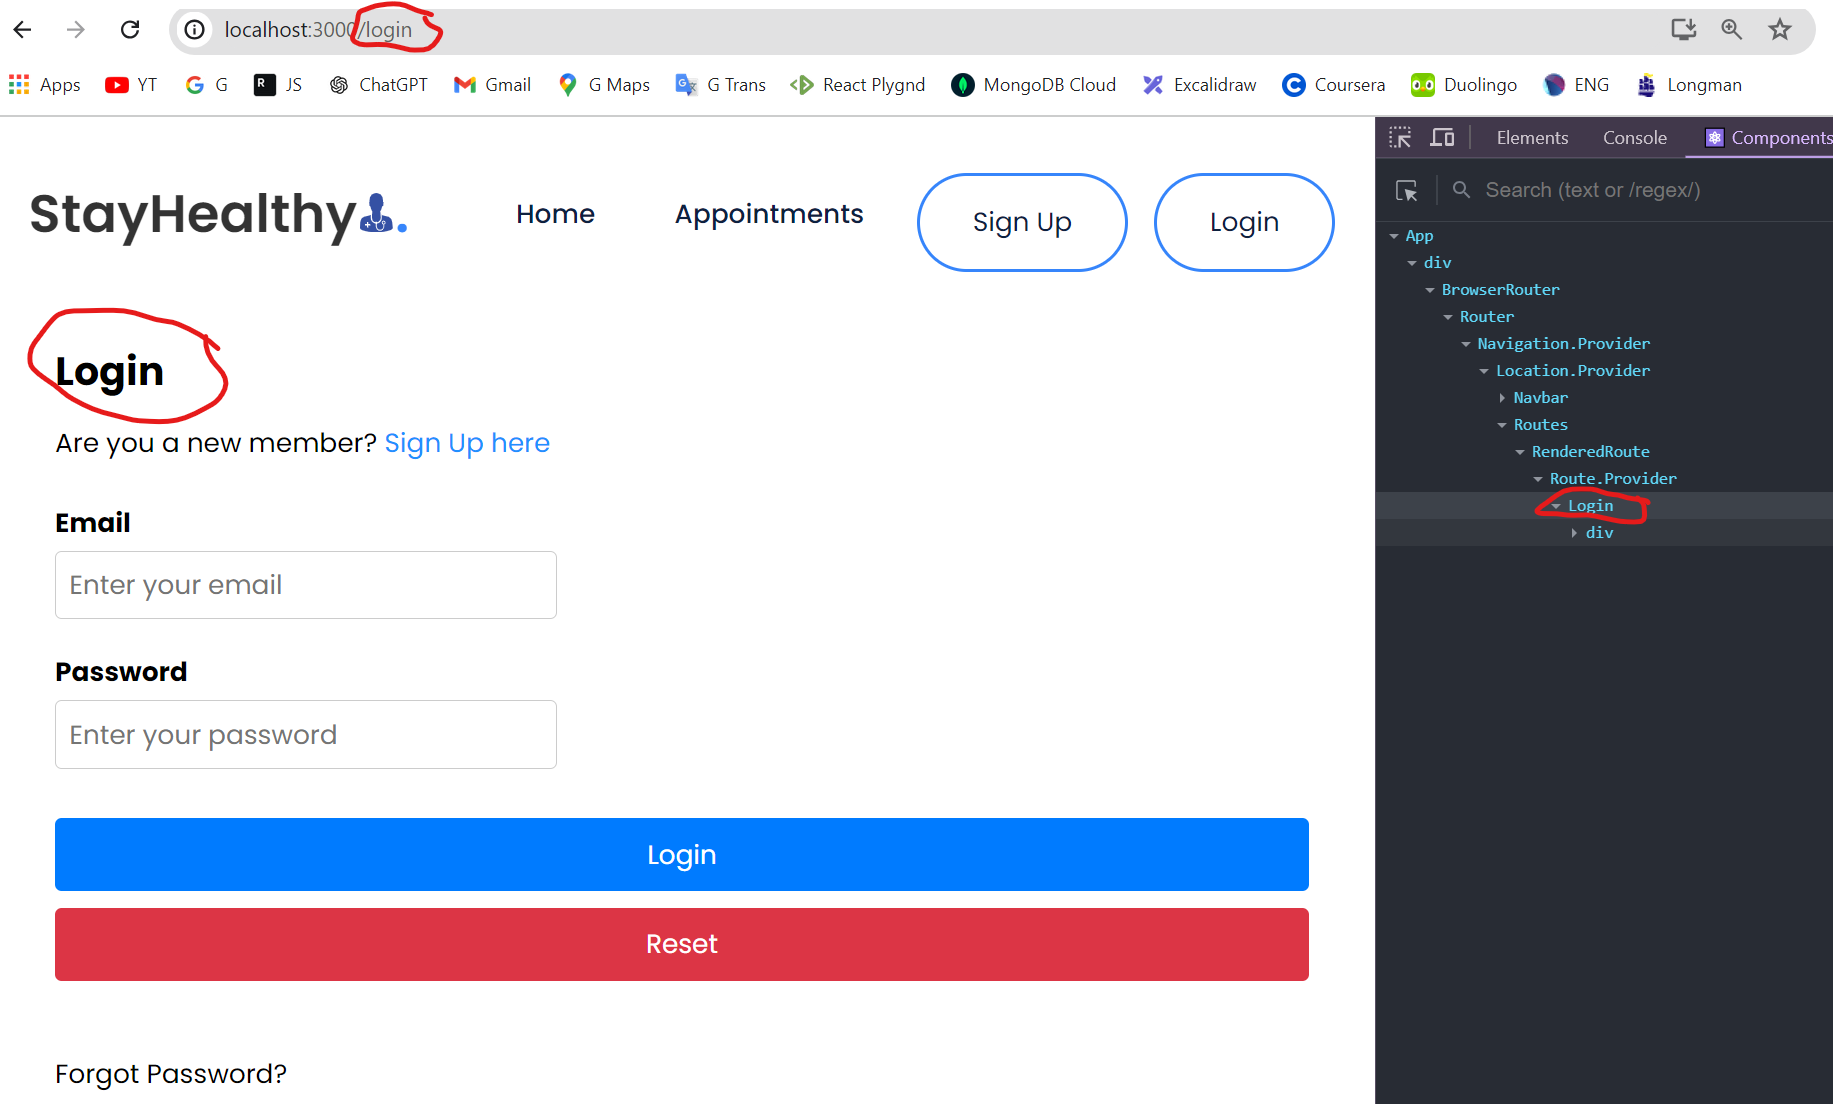 localhost:3000/login
Apps YT G JS ChatGPT Gmail G Maps G Trans React Plygnd MongoDB Cloud Excalidraw Coursera Duolingo ENG Longman
Elements Console Components
StayHealthy. Home Appointments Sign Up Login
Search (text or /regex/)
App
div
BrowserRouter
Router
Navigation.Provider
Location.Provider
Navbar
Routes
RenderedRoute
Route.Provider
Login
div
Login
Are you a new member? Sign Up here
Email
Enter your email
Password
Enter your password
Login
Reset
Forgot Password?